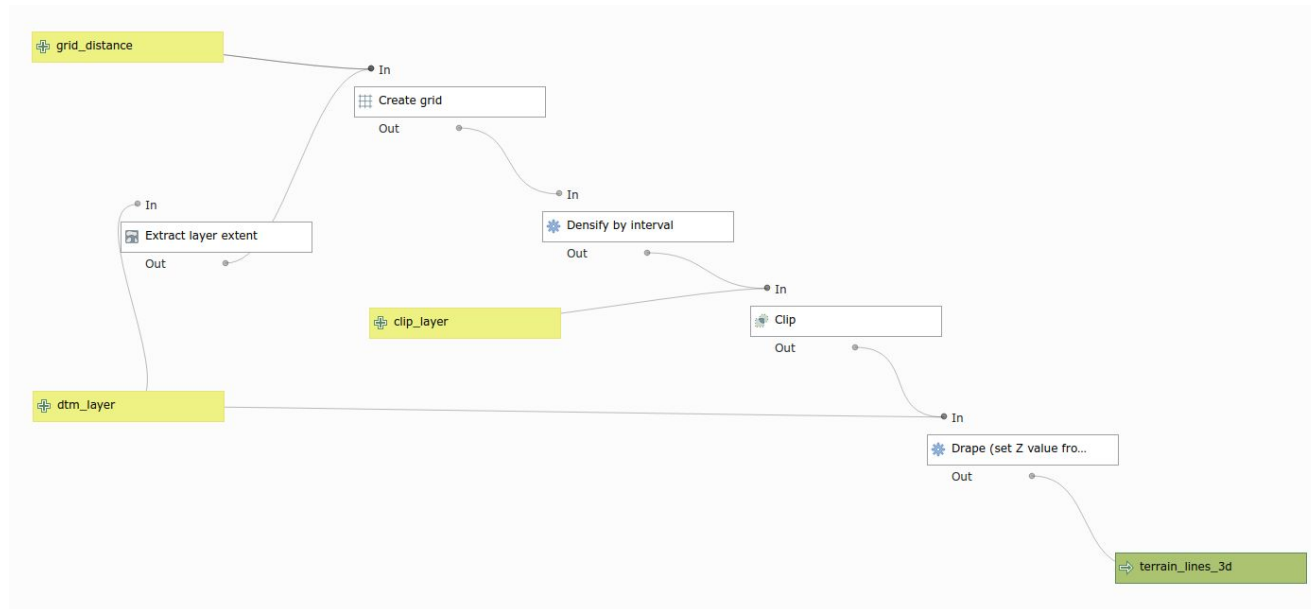 grid_distance
In
Create grid
Out
In
In
Extract layer extent
Densify by interval
Out
Out
In
clip_layer
Clip
Out
dtm_layer
In
Drape (set Z value fro...
Out
terrain_lines_3d